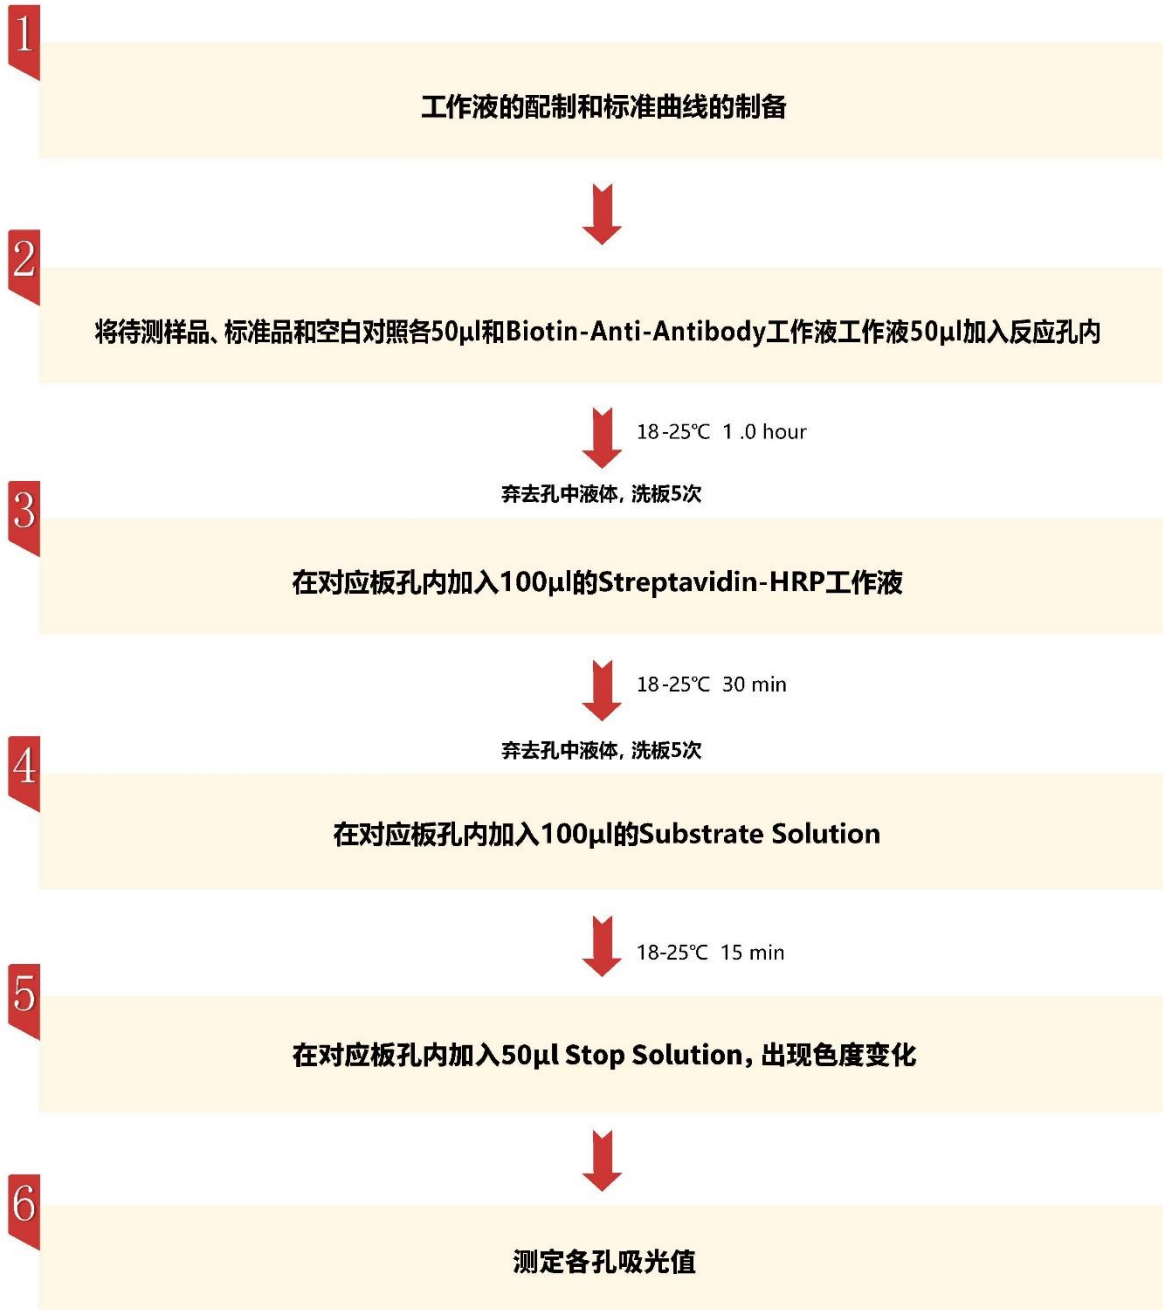 1
工作液的配制和标准曲线的制备
2
将待测样品、标准品和空白对照各50μl和Biotin-Anti-Antibody工作液工作液50μl加入反应孔内
18-25℃ 1 .0 hour
弃去孔中液体, 洗板5次
3
在对应板孔内加入100μl的Streptavidin-HRP工作液
18-25℃ 30 min
弃去孔中液体, 洗板5次
4
在对应板孔内加入100μl的Substrate Solution
18-25℃ 15 min
5
在对应板孔内加入50μl Stop Solution, 出现色度变化
6
测定各孔吸光值